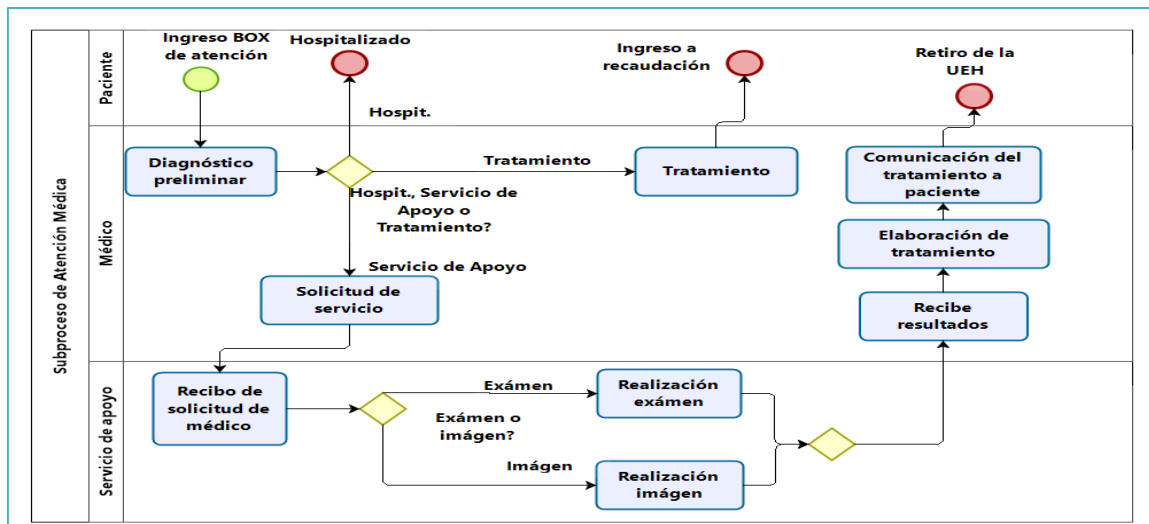 Subproceso de Atención Médica
Paciente
Ingreso BOX
de atención
Hospitalizado
Hospit.
Ingreso a
recaudación
Retiro de la
UEH
Médico
Diagnóstico
preliminar
Hospit., Servicio de
Apoyo o
Tratamiento?
Tratamiento
Tratamiento
Servicio de Apoyo
Solicitud de
servicio
Comunicación del
tratamiento a
paciente
Elaboración de
tratamiento
Recibe
resultados
Servicio de apoyo
Recibo de
solicitud de
médico
Exámen
Exámen o
imágen?
Imágen
Realización
exámen
Realización
imágen